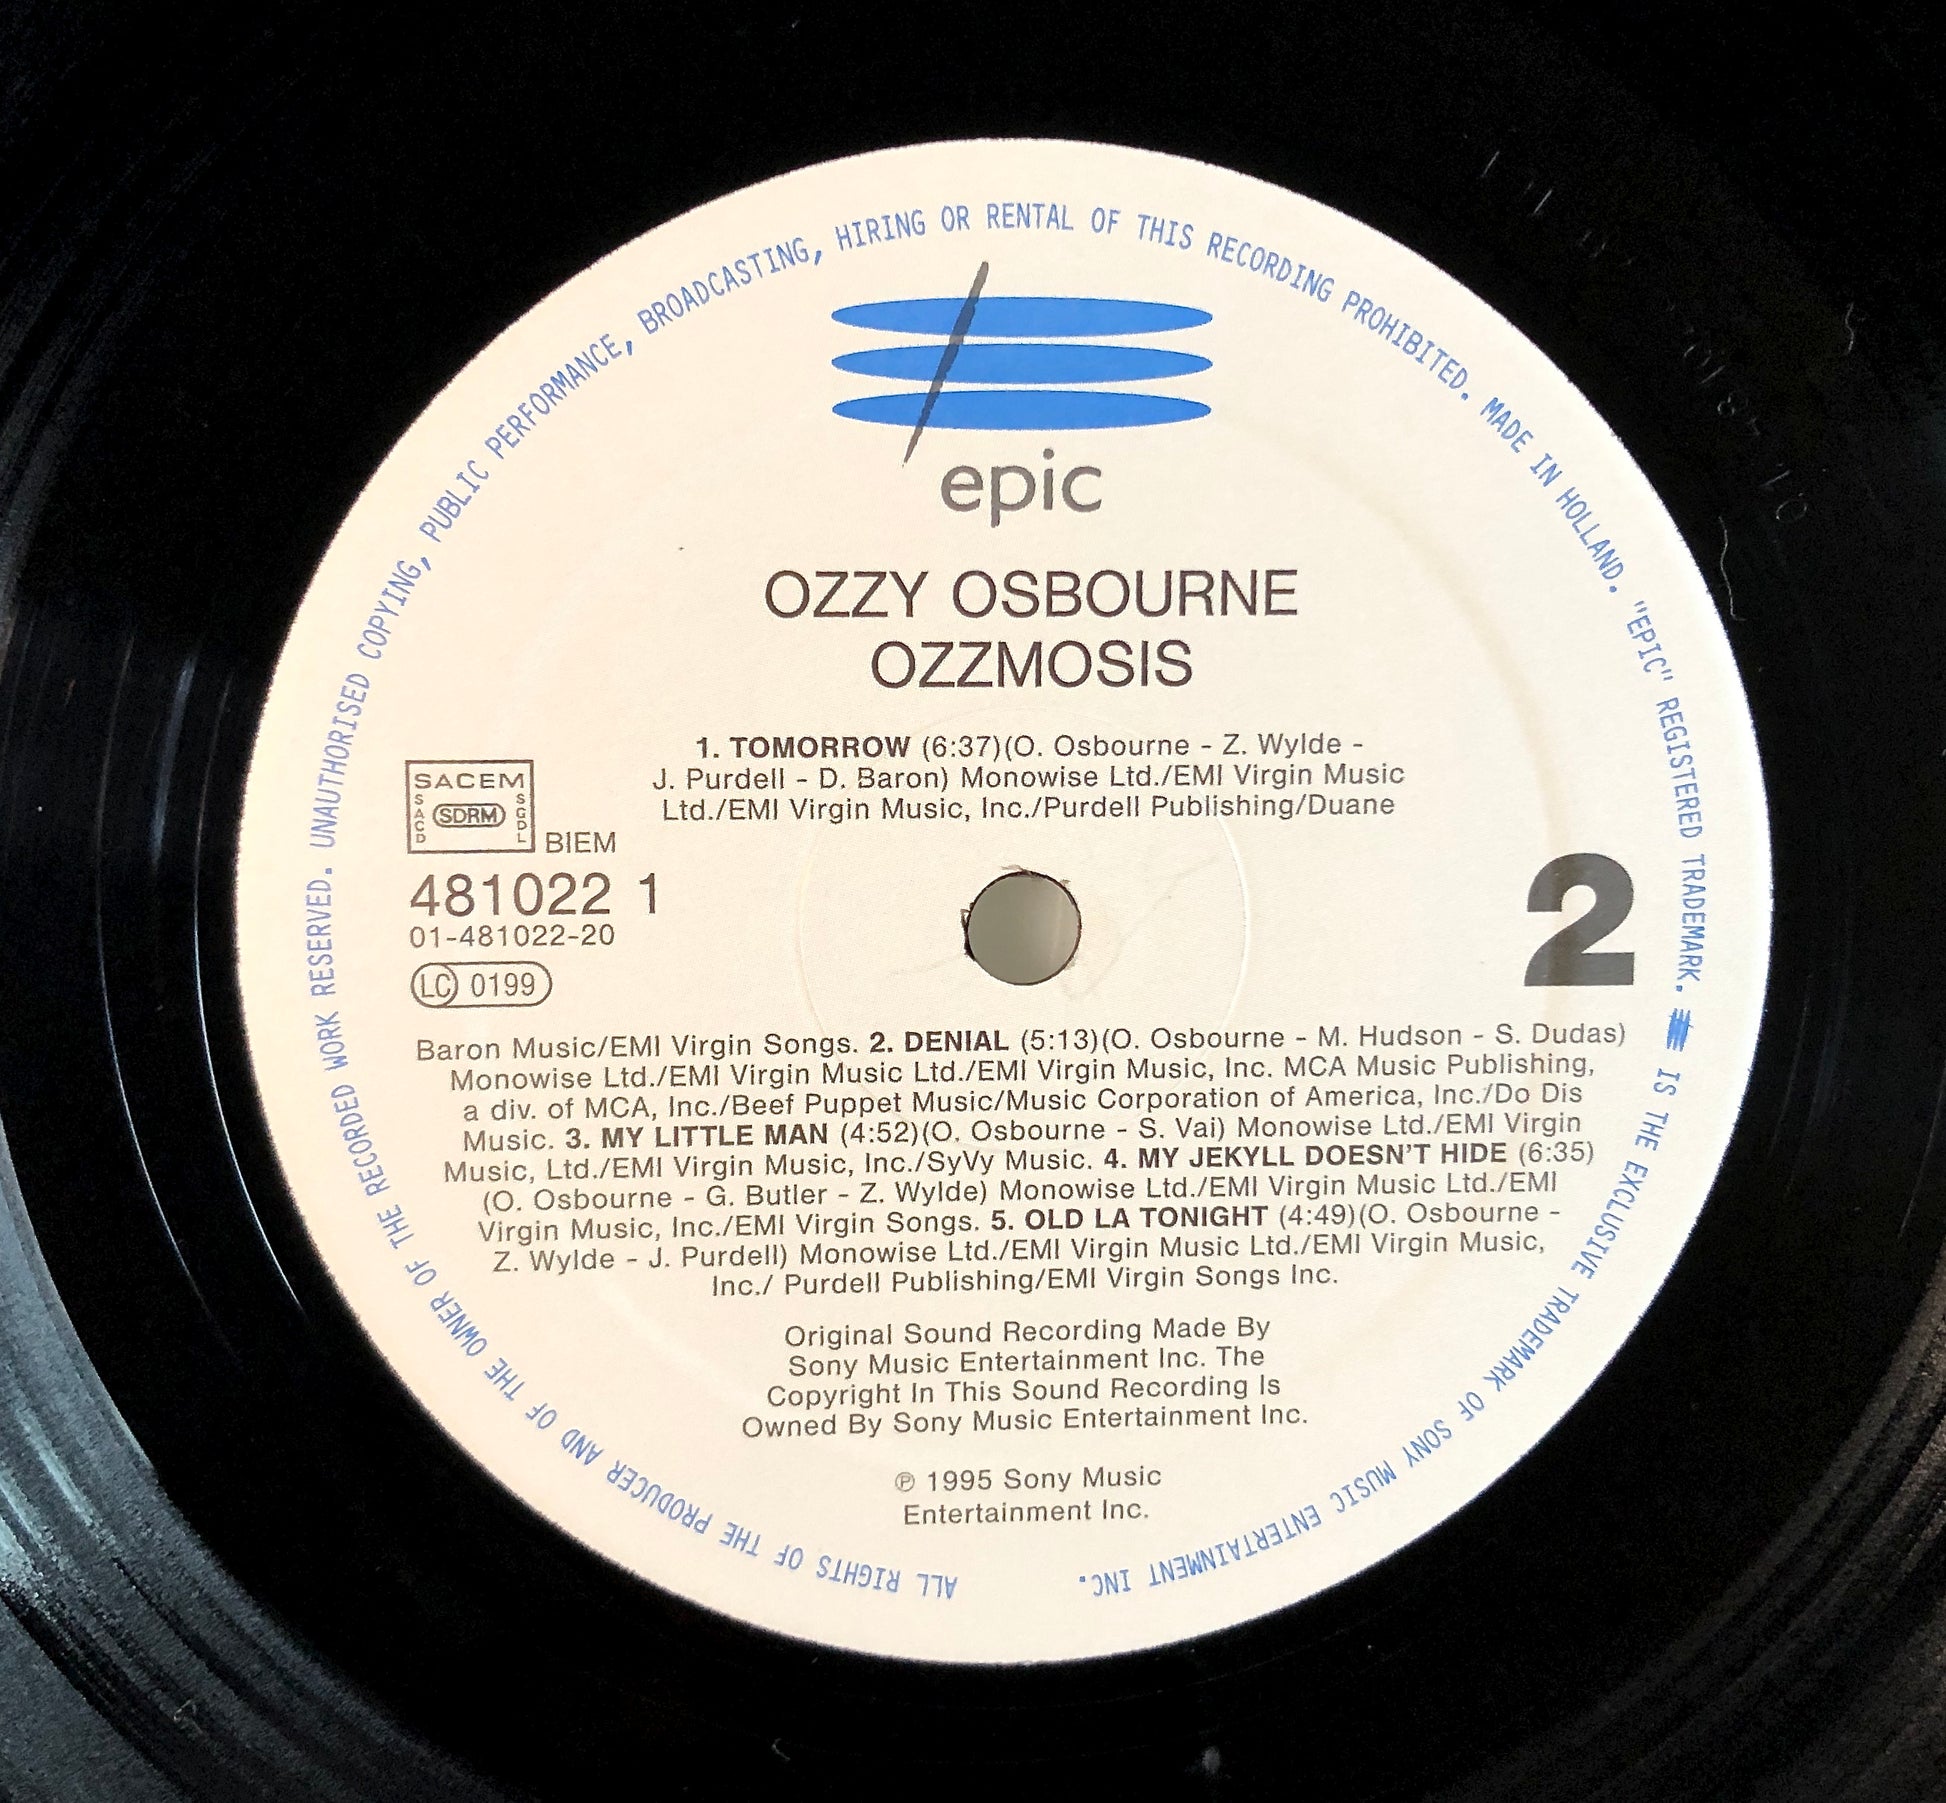 ALL RIGHTS OF THE PRODUCER AND OF THE OWNER OF THE RECORDED WORK RESERVED. UNAUTHORISED COPYING, PUBLIC PERFORMANCE, BROADCASTING, HIRING OR RENTAL OF THIS RECORDING PROHIBITED. MADE IN HOLLAND. "EPIC" REGISTERED TRADEMARK. IS THE EXCLUSIVE TRADEMARK OF SONY MUSIC ENTERTAINMENT INC.
epic
OZZY OSBOURNE
OZZMOSIS
1. TOMORROW (6:37)(O. Osbourne - Z. Wylde -
J. Purdell - D. Baron) Monowise Ltd./EMI Virgin Music
Ltd./EMI Virgin Music, Inc./Purdell Publishing/Duane
SACEM
SACD SDRM SGDL
BIEM
481022 1
01-481022-20
LC 0199
2
Baron Music/EMI Virgin Songs. 2. DENIAL (5:13)(O. Osbourne - M. Hudson - S. Dudas)
Monowise Ltd./EMI Virgin Music Ltd./EMI Virgin Music, Inc. MCA Music Publishing,
a div. of MCA, Inc./Beef Puppet Music/Music Corporation of America, Inc./Do Dis
Music. 3. MY LITTLE MAN (4:52)(O. Osbourne - S. Vai) Monowise Ltd./EMI Virgin
Music, Ltd./EMI Virgin Music, Inc./SyVy Music. 4. MY JEKYLL DOESN'T HIDE (6:35)
(O. Osbourne - G. Butler - Z. Wylde) Monowise Ltd./EMI Virgin Music Ltd./EMI
Virgin Music, Inc./EMI Virgin Songs. 5. OLD LA TONIGHT (4:49)(O. Osbourne -
Z. Wylde - J. Purdell) Monowise Ltd./EMI Virgin Music Ltd./EMI Virgin Music,
Inc./ Purdell Publishing/EMI Virgin Songs Inc.
Original Sound Recording Made By
Sony Music Entertainment Inc. The
Copyright In This Sound Recording Is
Owned By Sony Music Entertainment Inc.
℗ 1995 Sony Music
Entertainment Inc.